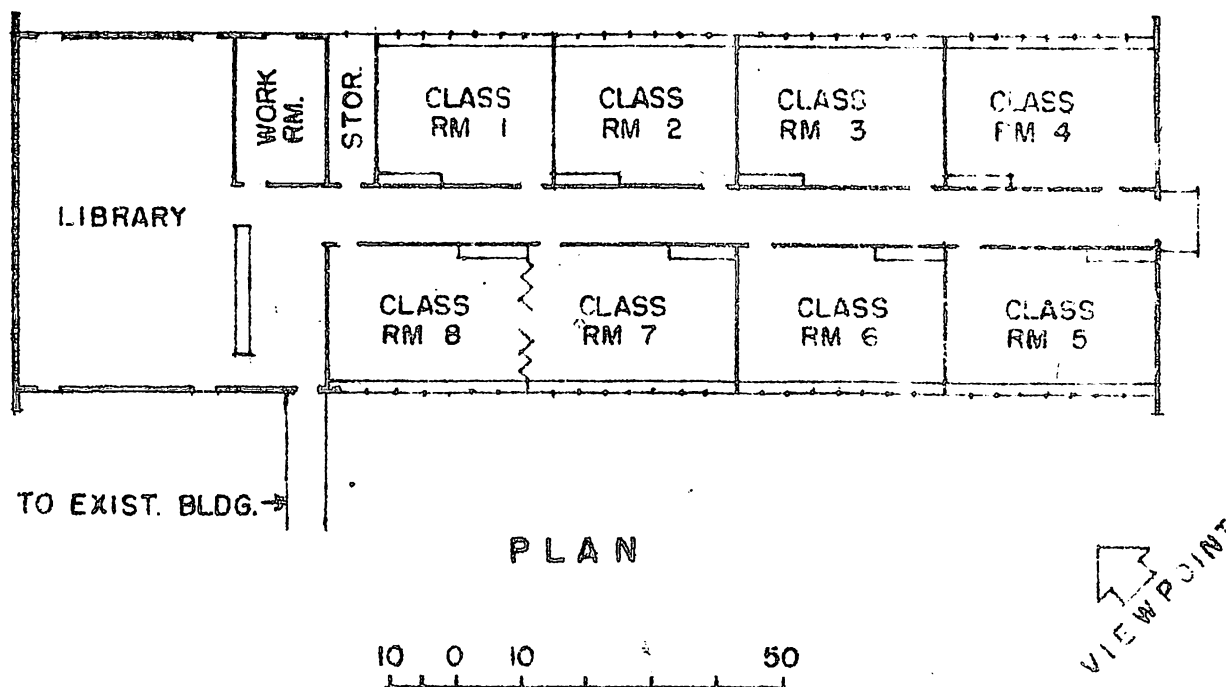 WORK
RM.
STOR.
CLASS
RM 1
CLASS
RM 2
CLASS
RM 3
CLASS
RM 4
LIBRARY
CLASS
RM 8
CLASS
RM 7
CLASS
RM 6
CLASS
RM 5
TO EXIST. BLDG.
PLAN
VIEWPOINT
10 0 10 50